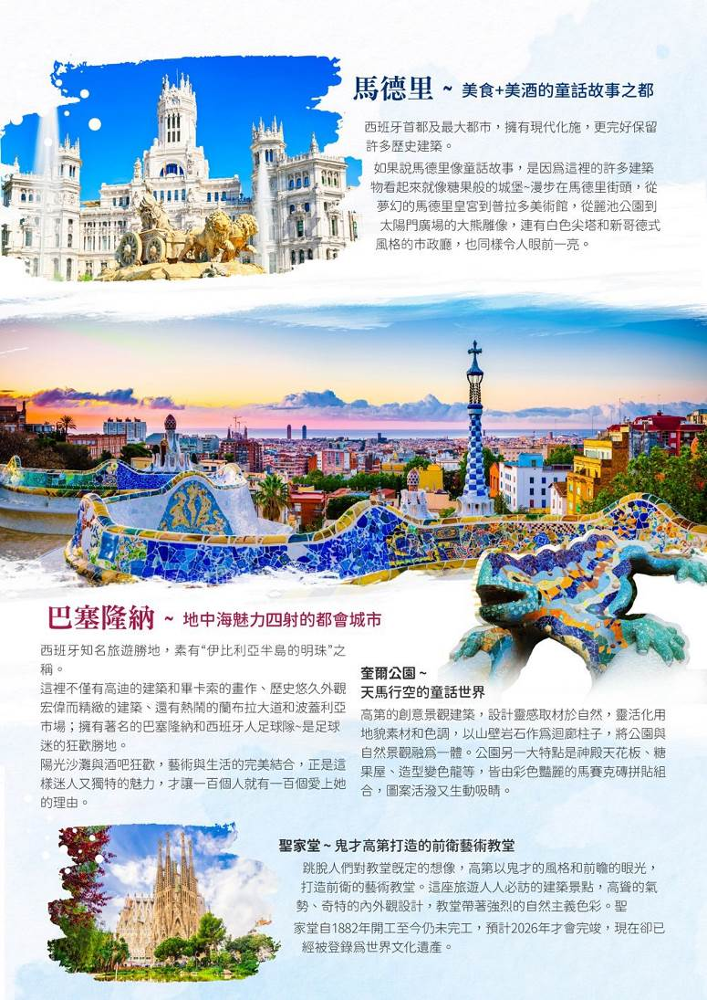 馬德里 ~ 美食+美酒的童話故事之都
西班牙首都及最大都市，擁有現代化施，更完好保留
許多歷史建築。
如果說馬德里像童話故事，是因爲這裡的許多建築
物看起來就像糖果般的城堡~漫步在馬德里街頭，從
夢幻的馬德里皇宮到普拉多美術館，從麗池公園到
太陽門廣場的大熊雕像，連有白色尖塔和新哥德式
風格的市政廳，也同樣令人眼前一亮。
巴塞隆納 ~ 地中海魅力四射的都會城市
西班牙知名旅遊勝地，素有“伊比利亞半島的明珠”之
稱。
這裡不僅有高迪的建築和畢卡索的畫作、歷史悠久外觀
宏偉而精緻的建築、還有熱鬧的蘭布拉大道和波蓋利亞
市場；擁有著名的巴塞隆納和西班牙人足球隊~是足球
迷的狂歡勝地。
陽光沙灘與酒吧狂歡，藝術與生活的完美結合，正是這
樣迷人又獨特的魅力，才讓一百個人就有一百個愛上她
的理由。
奎爾公園 ~
天馬行空的童話世界
高第的創意景觀建築，設計靈感取材於自然，靈活化用
地貌素材和色調，以山壁岩石作爲迴廊柱子，將公園與
自然景觀融爲一體。公園另一大特點是神殿天花板、糖
果屋、造型變色龍等，皆由彩色豔麗的馬賽克磚拼貼組
合，圖案活潑又生動吸睛。
聖家堂 ~ 鬼才高第打造的前衛藝術教堂
跳脫人們對教堂旣定的想像，高第以鬼才的風格和前瞻的眼光，
打造前衛的藝術教堂。這座旅遊人人必訪的建築景點，高聳的氣
勢、奇特的內外觀設計，教堂帶著強烈的自然主義色彩。聖
家堂自1882年開工至今仍未完工，預計2026年才會完竣，現在卻已
經被登錄爲世界文化遺產。